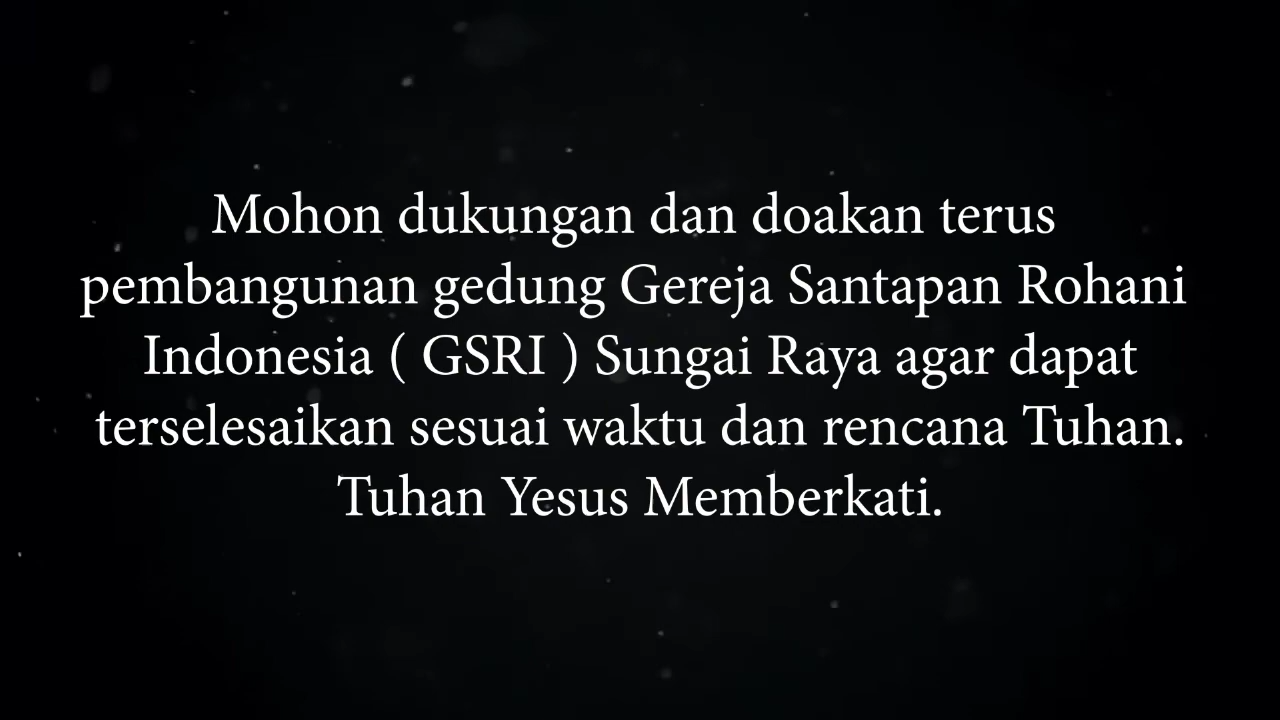 Mohon dukungan dan doakan terus
pembangunan gedung Gereja Santapan Rohani
Indonesia ( GSRI ) Sungai Raya agar dapat
terselesaikan sesuai waktu dan rencana Tuhan.
Tuhan Yesus Memberkati.